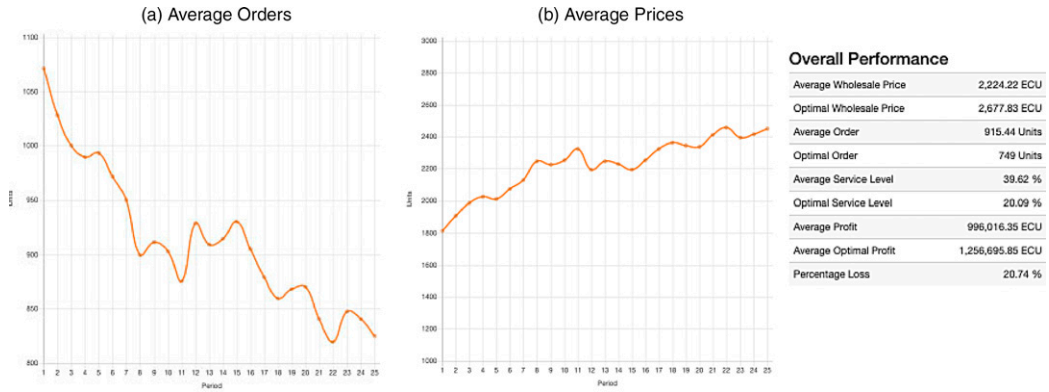 (a) Average Orders
1100
1050
1000
950
900
850
800
Units
1 2 3 4 5 6 7 8 9 10 11 12 13 14 15 16 17 18 19 20 21 22 23 24 25
Period
(b) Average Prices
3000
2800
2600
2400
2200
2000
1800
1600
1400
1200
1000
Units
1 2 3 4 5 6 7 8 9 10 11 12 13 14 15 16 17 18 19 20 21 22 23 24 25
Period
Overall Performance
Average Wholesale Price 2,224.22 ECU
Optimal Wholesale Price 2,677.83 ECU
Average Order 915.44 Units
Optimal Order 749 Units
Average Service Level 39.62 %
Optimal Service Level 20.09 %
Average Profit 996,016.35 ECU
Average Optimal Profit 1,256,695.85 ECU
Percentage Loss 20.74 %